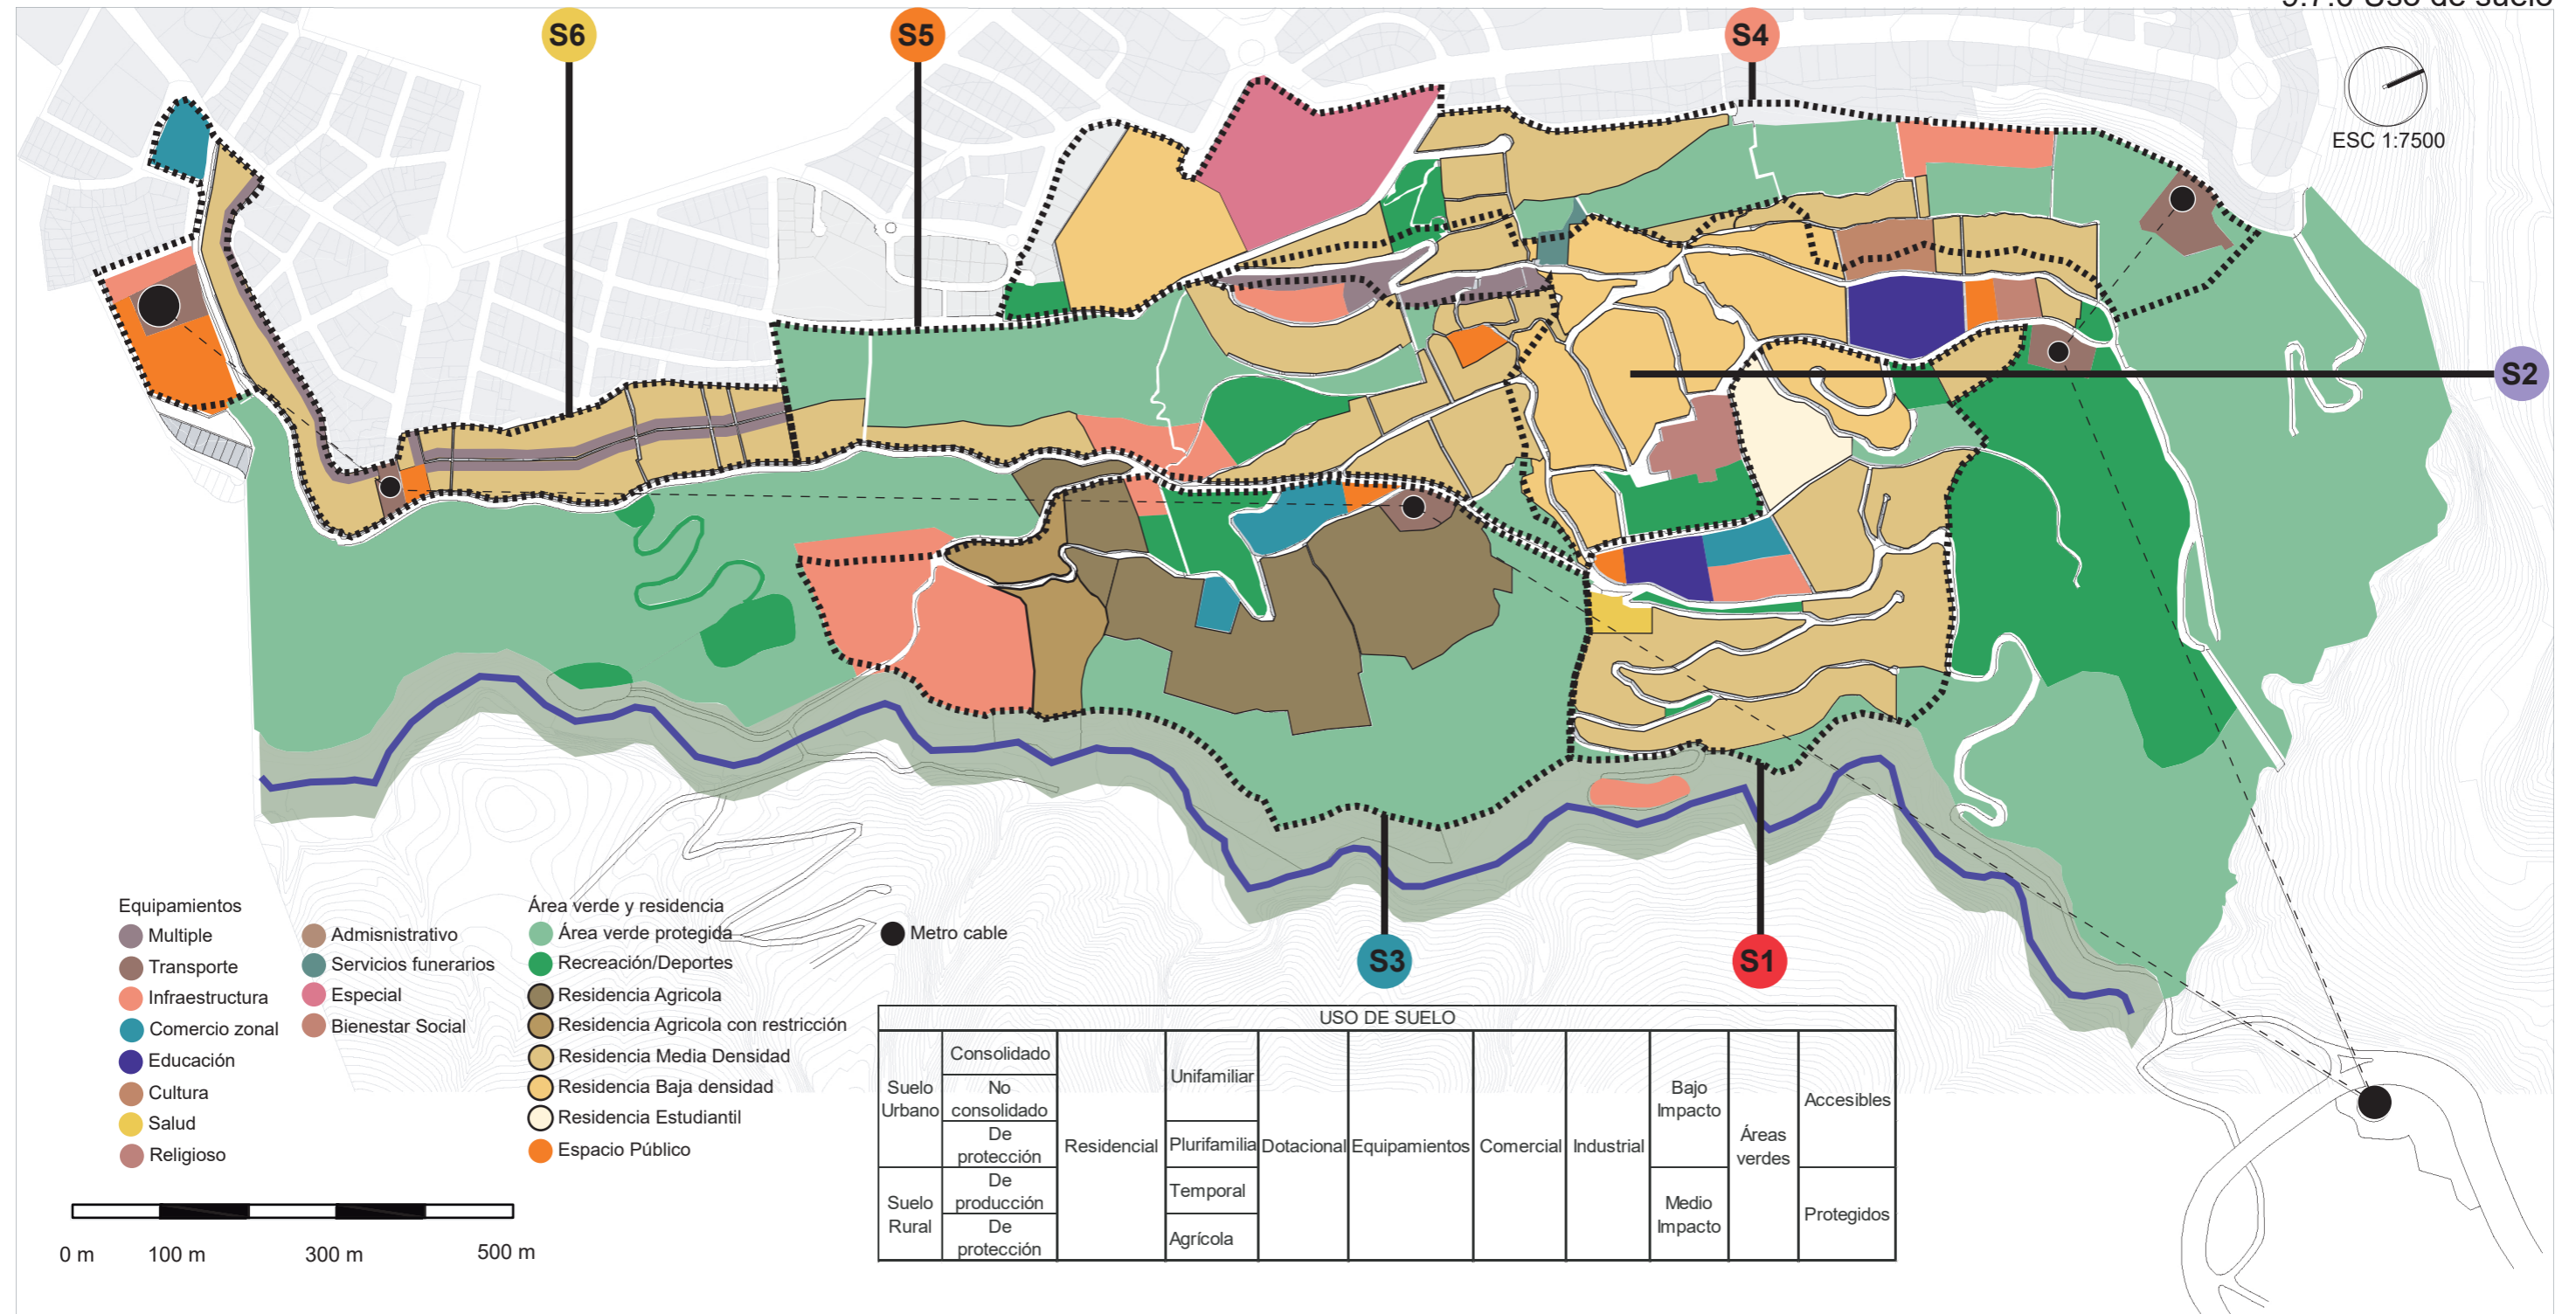 S6
S5
S4
ESC 1:7500
S2
S3
S1
Equipamientos
Multiple
Transporte
Infraestructura
Comercio zonal
Educación
Cultura
Salud
Religioso
Admisnistrativo
Servicios funerarios
Especial
Bienestar Social
Área verde y residencia
Área verde protegida
Recreación/Deportes
Residencia Agricola
Residencia Agricola con restricción
Residencia Media Densidad
Residencia Baja densidad
Residencia Estudiantil
Espacio Público
Metro cable
0 m 100 m 300 m 500 m
USO DE SUELO
Suelo
Urbano
Consolidado
No
consolidado
De
protección
Suelo
Rural
De
producción
De
protección
Residencial
Unifamiliar
Plurifamilia
Temporal
Agrícola
Dotacional
Equipamientos
Comercial
Industrial
Bajo
Impacto
Medio
Impacto
Áreas
verdes
Accesibles
Protegidos